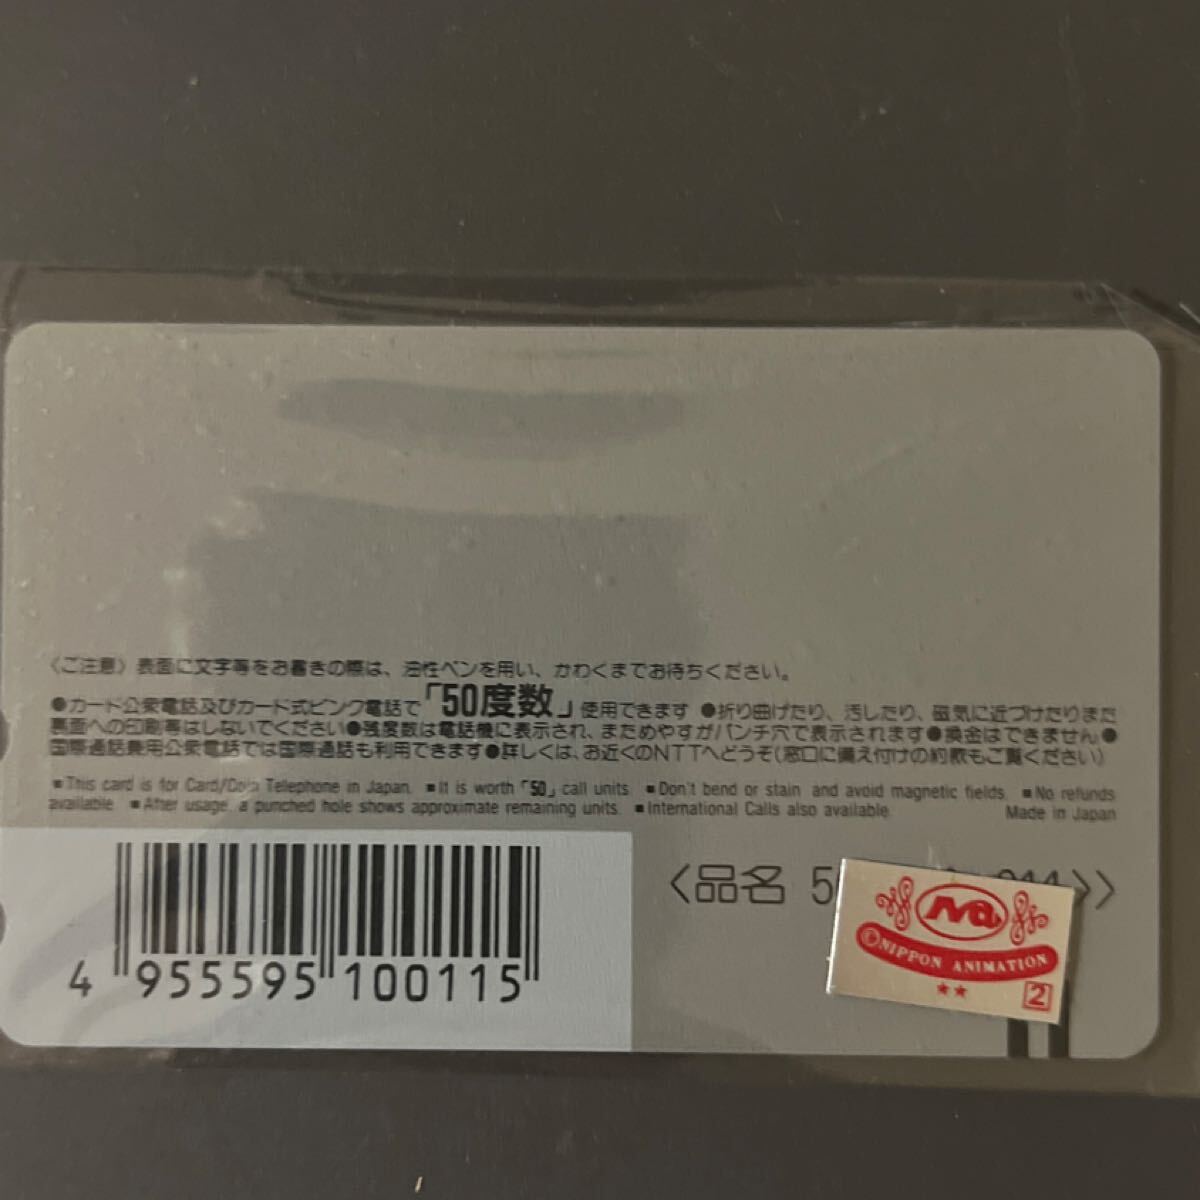 〈ご注意〉表面に文字等をお書きの際は、油性ペンを用い、かわくまでお待ちください。
●カード公衆電話及びカード式ピンク電話で「50度数」使用できます ●折り曲げたり、汚したり、磁気に近づけたりまた
裏面への印刷等はしないでください●残度数は電話機に表示され、まためやすがパンチ穴で表示されます●換金はできません●
国際通話兼用公衆電話では国際通話も利用できます●詳しくは、お近くのNTTへどうぞ(窓口に備え付けの約款もご覧ください)
■This card is for Card/Coin Telephone in Japan. ■It is worth「50」call units. ■Don't bend or stain and avoid magnetic fields. ■No refunds
available ■After usage, a punched hole shows approximate remaining units. ■International Calls also available. Made in Japan
〈品名
4 955595 100115
©NIPPON ANIMATION
★★ 2